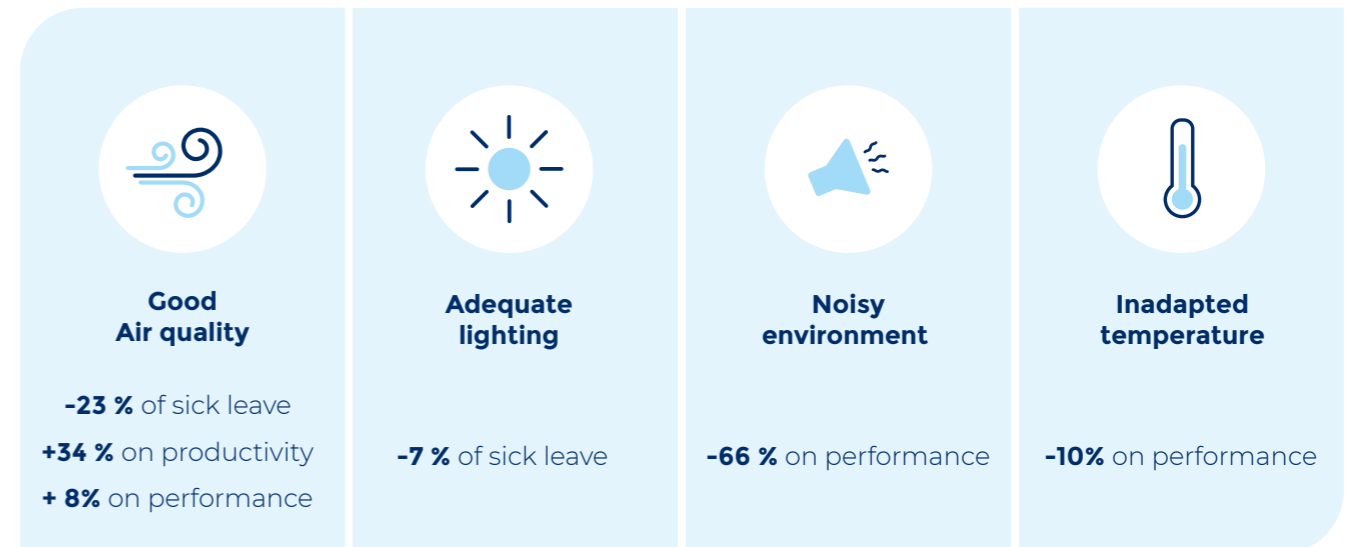 Good
Air quality
-23 % of sick leave
+34 % on productivity
+ 8% on performance
Adequate
lighting
-7 % of sick leave
Noisy
environment
-66 % on performance
Inadapted
temperature
-10% on performance